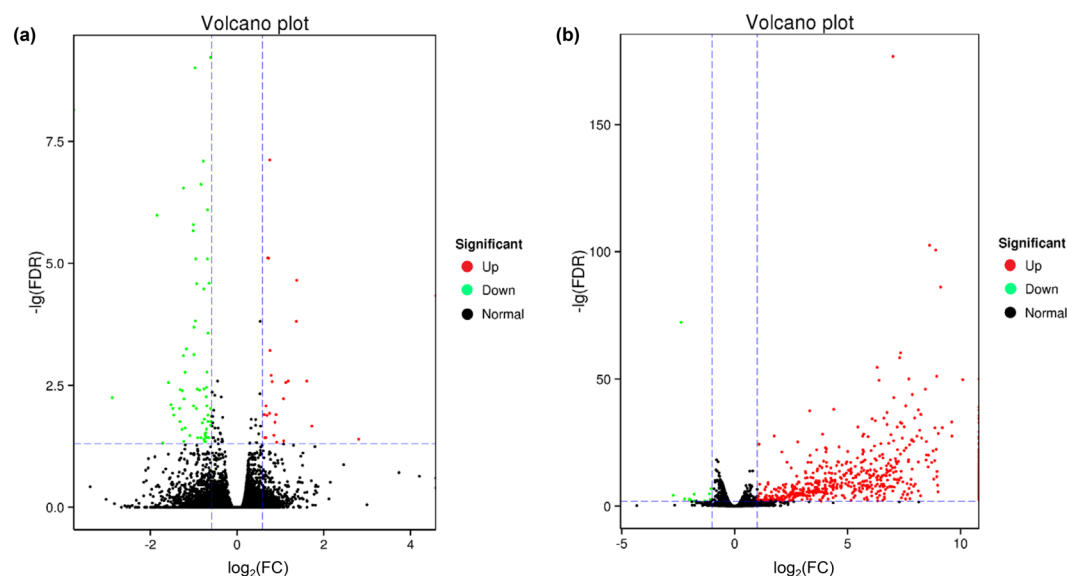 (a)
Volcano plot
-lg(FDR)
7.5
5.0
2.5
0.0
-2
0
2
4
log₂(FC)
Significant
Up
Down
Normal
(b)
Volcano plot
-lg(FDR)
150
100
50
0
-5
0
5
10
log₂(FC)
Significant
Up
Down
Normal